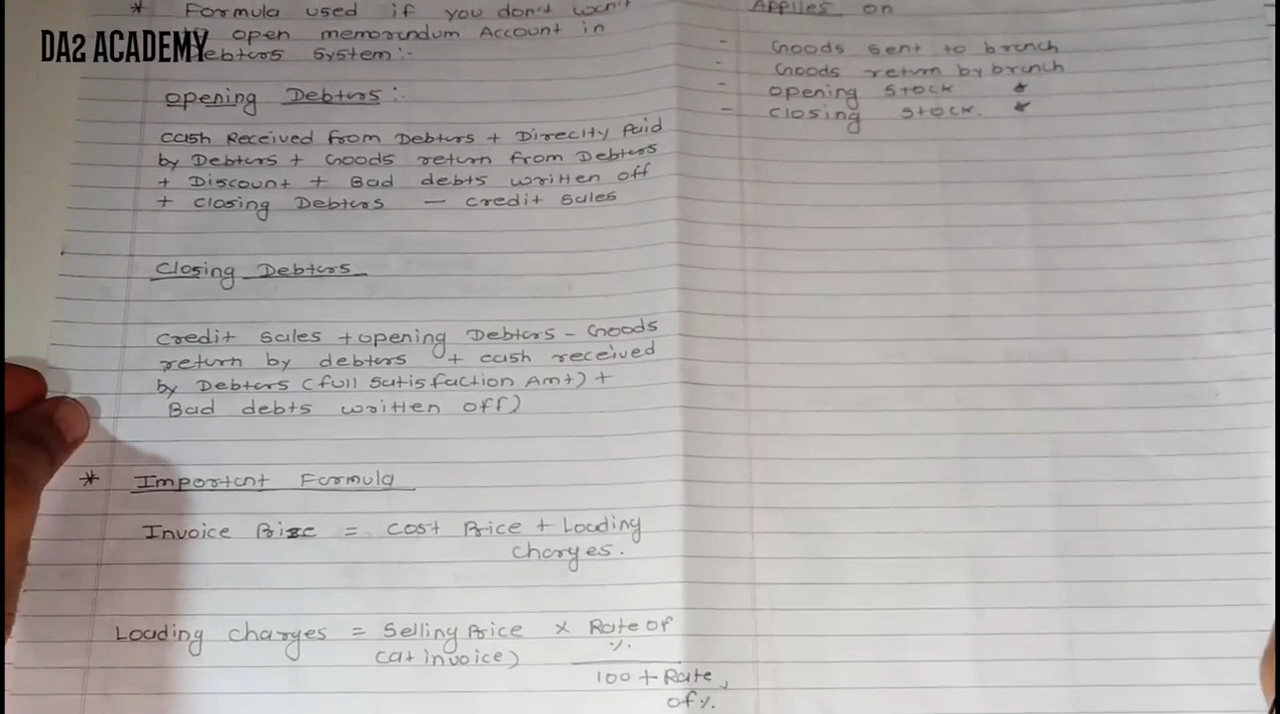 * Formula used if you don't won't
open memorandum Account in
DA2 ACADEMY
Debtors System:-
Opening Debtors:-
Cash Received from Debtors + Direclty Paid
by Debtors + Goods return from Debtors
+ Discount + Bad debts written off
+ Closing Debtors - Credit Sales
Closing Debtors
Credit Sales + opening Debtors - Goods
return by debtors + cash received
by Debtors (full Satisfaction Amt) +
Bad debts written off)
* Important Formula
Invoice Price = Cost Price + Loading
Charges.
Loading Charges = Selling Price x Rate of
(at invoice) %
100 + Rate
of %.
Applies on
- Goods sent to branch
- Goods return by branch
- opening Stock *
- closing Stock. *